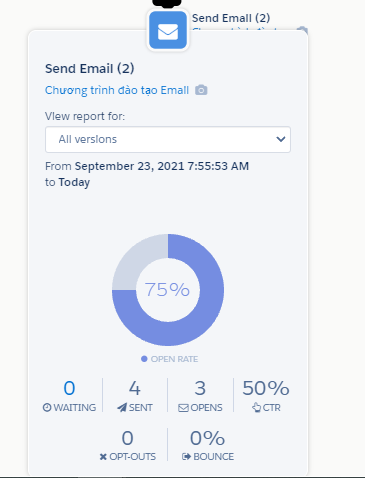 Send Email (2)
Send Email (2)
Chương trình đào tạo Email
View report for:
All versions
From September 23, 2021 7:55:53 AM
to Today
75%
OPEN RATE
0
WAITING
4
SENT
3
OPENS
50%
CTR
0
OPT-OUTS
0%
BOUNCE